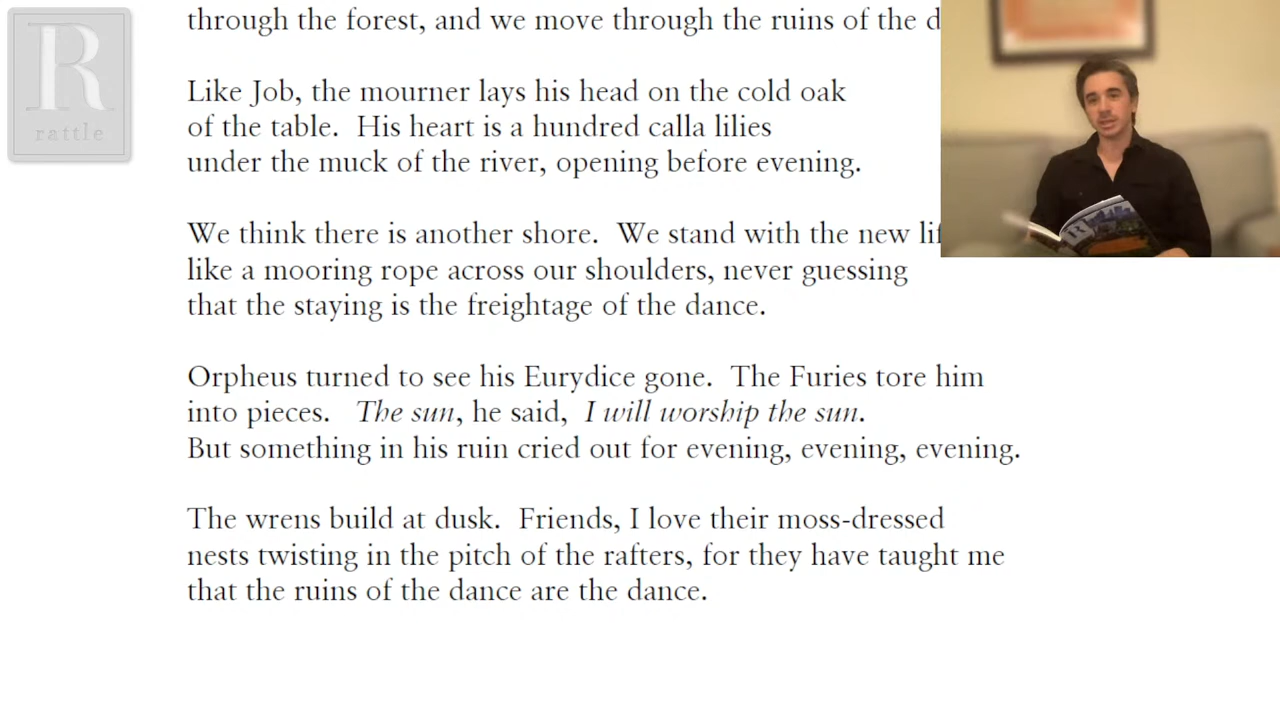 R
rattle
through the forest, and we move through the ruins of the
Like Job, the mourner lays his head on the cold oak
of the table. His heart is a hundred calla lilies
under the muck of the river, opening before evening.
We think there is another shore. We stand with the new
like a mooring rope across our shoulders, never guessing
that the staying is the freightage of the dance.
Orpheus turned to see his Eurydice gone. The Furies tore him
into pieces. The sun, he said, I will worship the sun.
But something in his ruin cried out for evening, evening, evening.
The wrens build at dusk. Friends, I love their moss-dressed
nests twisting in the pitch of the rafters, for they have taught me
that the ruins of the dance are the dance.